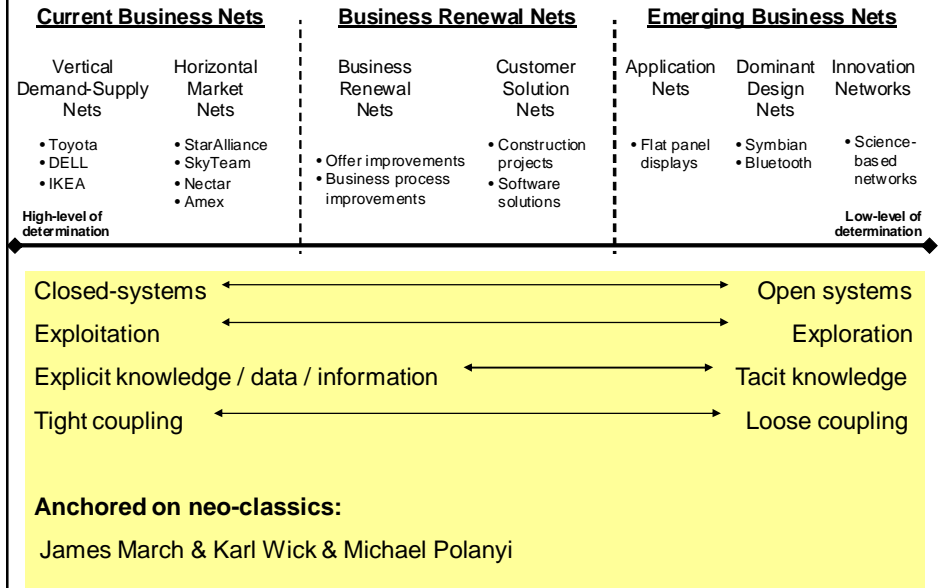 Current Business Nets
Business Renewal Nets
Emerging Business Nets
Vertical
Demand-Supply
Nets
• Toyota
• DELL
• IKEA
Horizontal
Market
Nets
• StarAlliance
• SkyTeam
• Nectar
• Amex
Business
Renewal
Nets
• Offer improvements
• Business process
improvements
Customer
Solution
Nets
• Construction
projects
• Software
solutions
Application
Nets
• Flat panel
displays
Dominant
Design
Nets
• Symbian
• Bluetooth
Innovation
Networks
• Science-
based
networks
High-level of
determination
Low-level of
determination
Closed-systems Open systems
Exploitation Exploration
Explicit knowledge / data / information Tacit knowledge
Tight coupling Loose coupling
Anchored on neo-classics:
James March & Karl Wick & Michael Polanyi